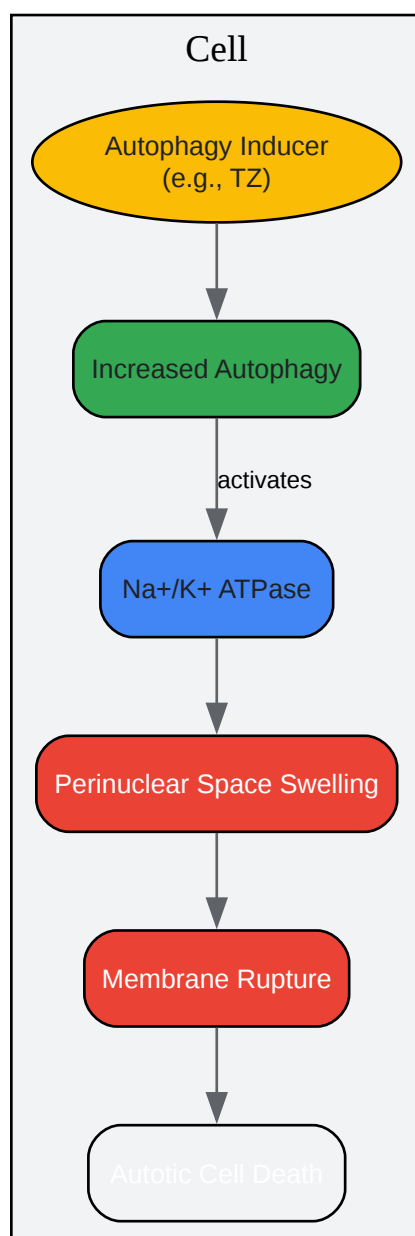 Cell
Autophagy Inducer
(e.g., TZ)
Increased Autophagy
activates
Na+/K+ ATPase
Perinuclear Space Swelling
Membrane Rupture
Autotic Cell Death